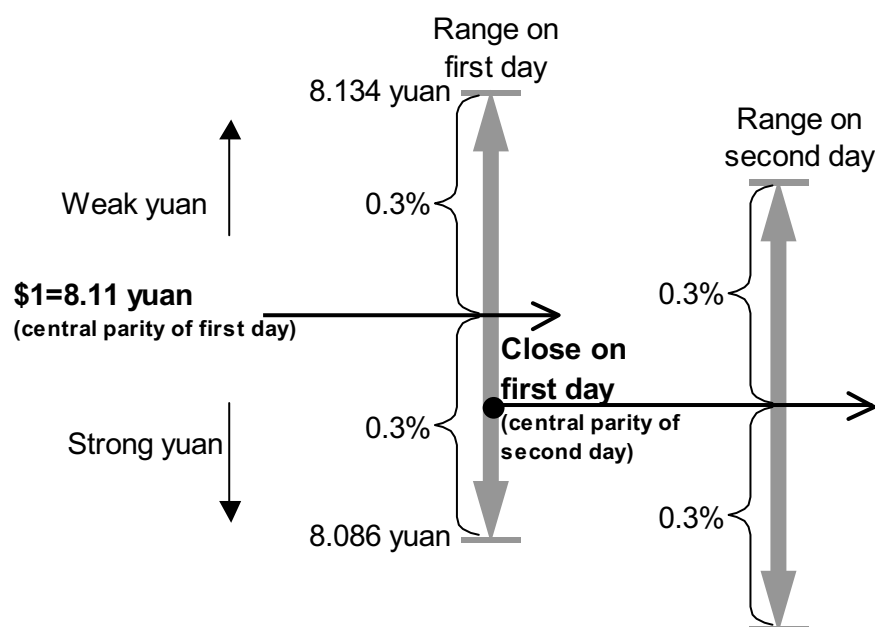 Range on
first day
8.134 yuan
Range on
second day
Weak yuan
0.3%
$1=8.11 yuan
(central parity of first day)
0.3%
Close on
first day
(central parity of
second day)
0.3%
Strong yuan
0.3%
8.086 yuan